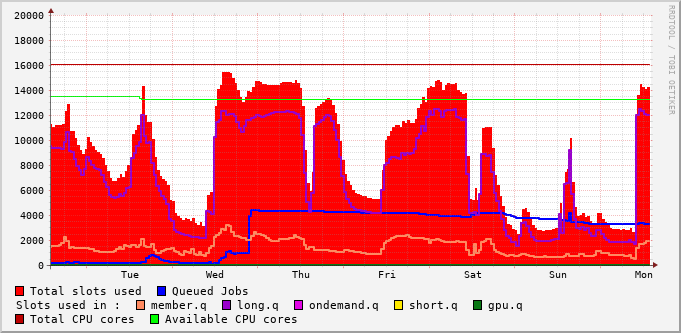 RRDTOOL / TOBI OETIKER
20000
18000
16000
14000
12000
10000
8000
6000
4000
2000
0
Tue Wed Thu Fri Sat Sun Mon
Total slots used Queued Jobs
Slots used in : member.q long.q ondemand.q short.q gpu.q
Total CPU cores Available CPU cores